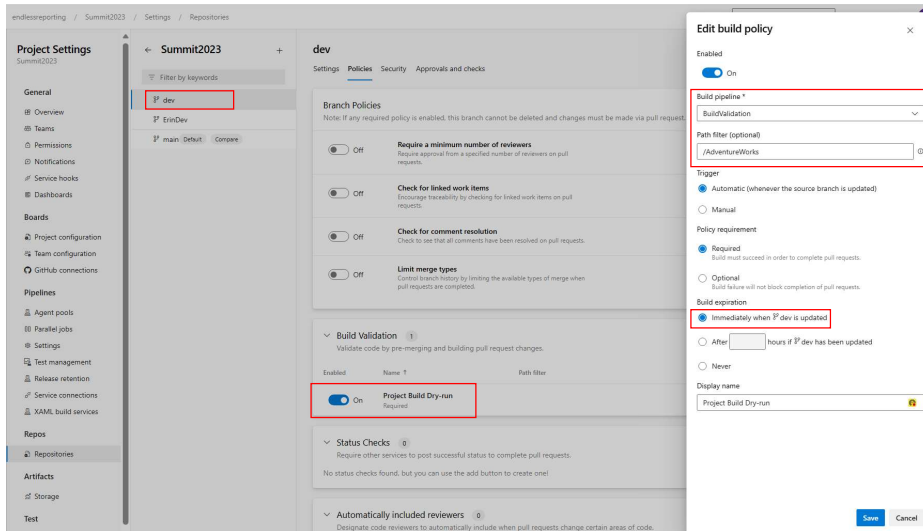 endlessreporting / Summit2023 / Settings / Repositories
Project Settings
Summit2023
General
Overview
Teams
Permissions
Notifications
Service hooks
Dashboards
Boards
Project configuration
Team configuration
GitHub connections
Pipelines
Agent pools
Parallel jobs
Settings
Test management
Release retention
Service connections
XAML build services
Repos
Repositories
Artifacts
Storage
Test
← Summit2023 +
Filter by keywords
dev
ErinDev
main Default Compare
dev
Settings Policies Security Approvals and checks
Branch Policies
Note: If any required policy is enabled, this branch cannot be deleted and changes must be made via pull request.
Off Require a minimum number of reviewers
Require approval from a specified number of reviewers on pull
requests.
Off Check for linked work items
Encourage traceability by checking for linked work items on pull
requests.
Off Check for comment resolution
Check to see that all comments have been resolved on pull requests.
Off Limit merge types
Control branch history by limiting the available types of merge when
pull requests are completed.
Build Validation 1
Validate code by pre-merging and building pull request changes.
Enabled Name ↑ Path filter
On Project Build Dry-run
Required
Status Checks 0
Require other services to post successful status to complete pull requests.
No status checks found, but you can use the add button to create one!
Automatically included reviewers 0
Designate code reviewers to automatically include when pull requests change certain areas of code.
Edit build policy
Enabled
On
Build pipeline *
BuildValidation
Path filter (optional)
/AdventureWorks
Trigger
Automatic (whenever the source branch is updated)
Manual
Policy requirement
Required
Build must succeed in order to complete pull requests.
Optional
Build failure will not block completion of pull requests.
Build expiration
Immediately when dev is updated
After hours if dev has been updated
Never
Display name
Project Build Dry-run
Save Cancel